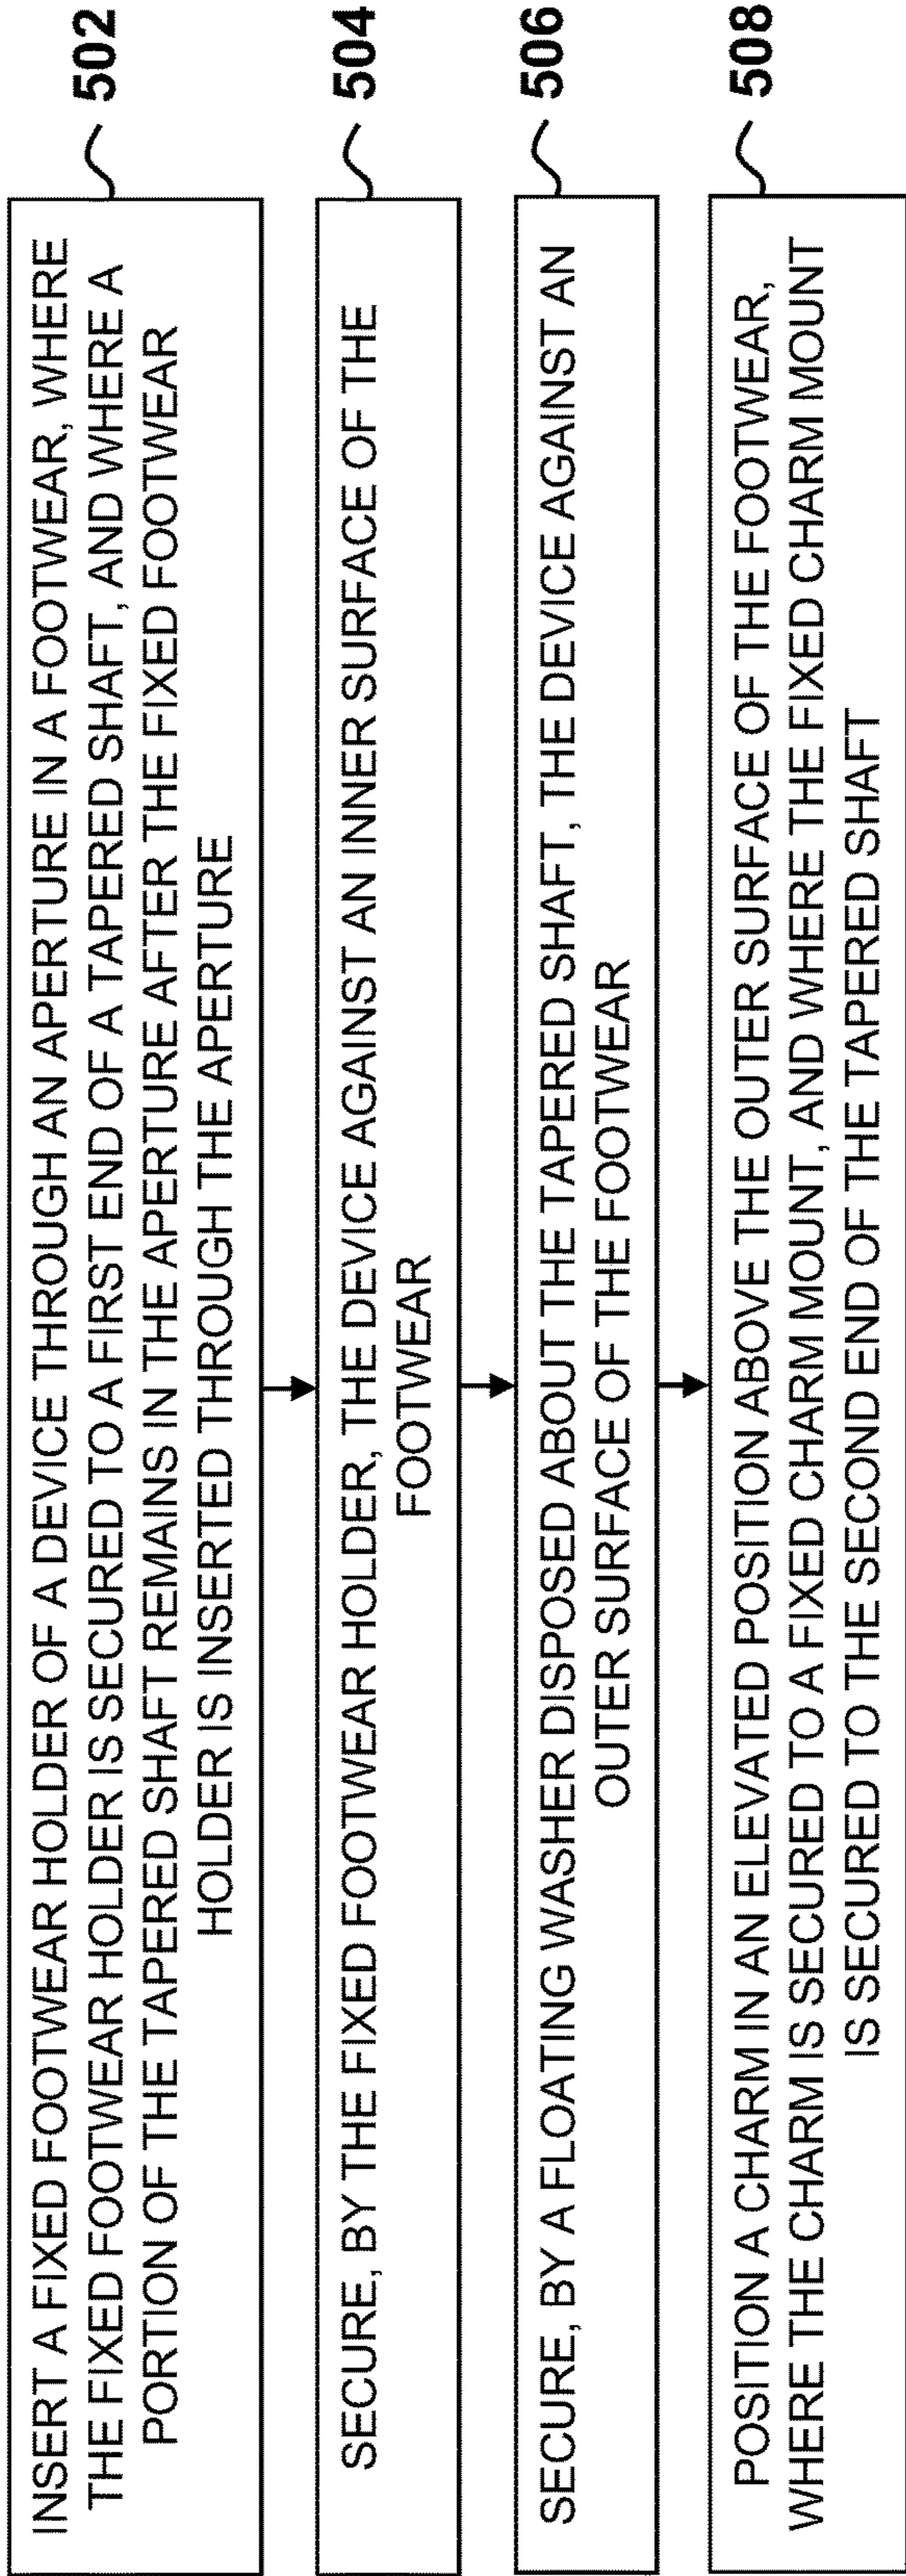 INSERT A FIXED FOOTWEAR HOLDER OF A DEVICE THROUGH AN APERTURE IN A FOOTWEAR, WHERE
THE FIXED FOOTWEAR HOLDER IS SECURED TO A FIRST END OF A TAPERED SHAFT, AND WHERE A
PORTION OF THE TAPERED SHAFT REMAINS IN THE APERTURE AFTER THE FIXED FOOTWEAR
HOLDER IS INSERTED THROUGH THE APERTURE
502
SECURE, BY THE FIXED FOOTWEAR HOLDER, THE DEVICE AGAINST AN INNER SURFACE OF THE
FOOTWEAR
504
SECURE, BY A FLOATING WASHER DISPOSED ABOUT THE TAPERED SHAFT, THE DEVICE AGAINST AN
OUTER SURFACE OF THE FOOTWEAR
506
POSITION A CHARM IN AN ELEVATED POSITION ABOVE THE OUTER SURFACE OF THE FOOTWEAR,
WHERE THE CHARM IS SECURED TO A FIXED CHARM MOUNT, AND WHERE THE FIXED CHARM MOUNT
IS SECURED TO THE SECOND END OF THE TAPERED SHAFT
508